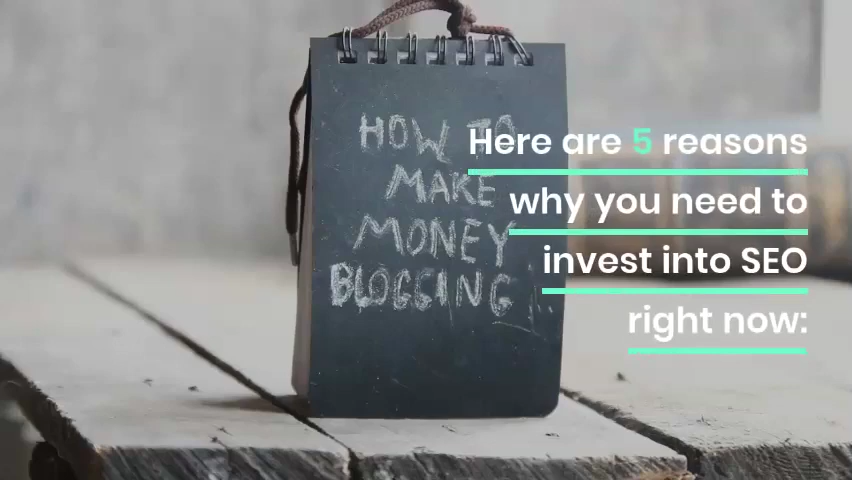 HOW TO
MAKE
MONEY
BLOGGING
Here are 5 reasons
why you need to
invest into SEO
right now: